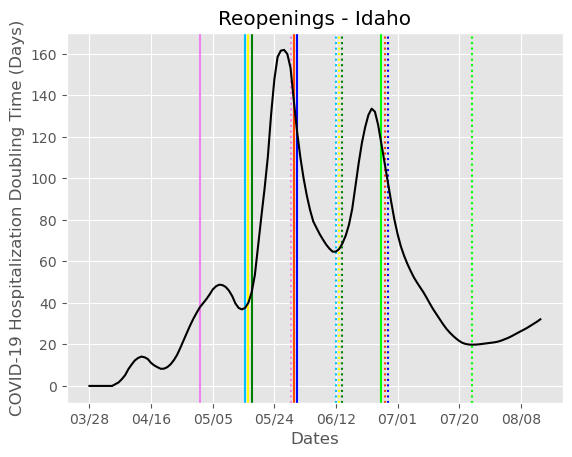 Reopenings - Idaho
COVID-19 Hospitalization Doubling Time (Days)
160
140
120
100
80
60
40
20
0
03/28 04/16 05/05 05/24 06/12 07/01 07/20 08/08
Dates